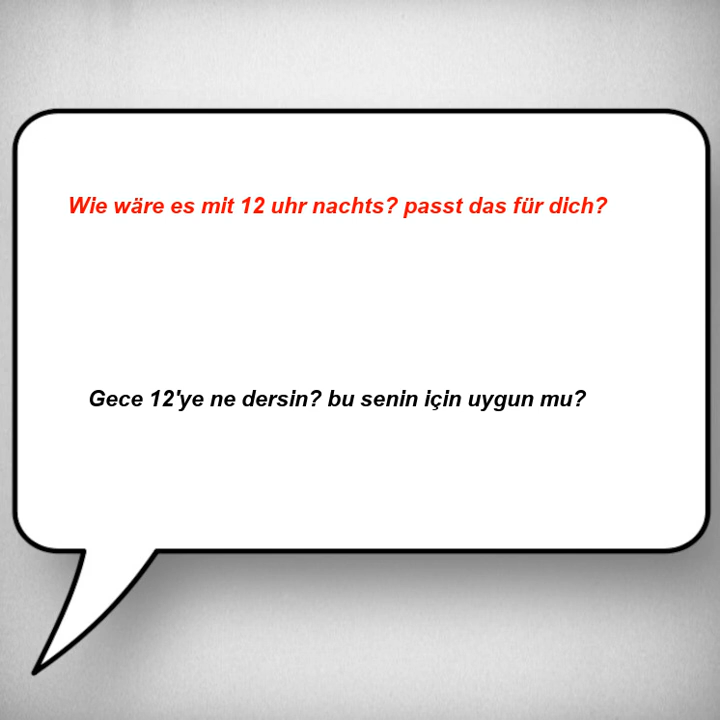 Wie wäre es mit 12 uhr nachts? passt das für dich?
Gece 12'ye ne dersin? bu senin için uygun mu?